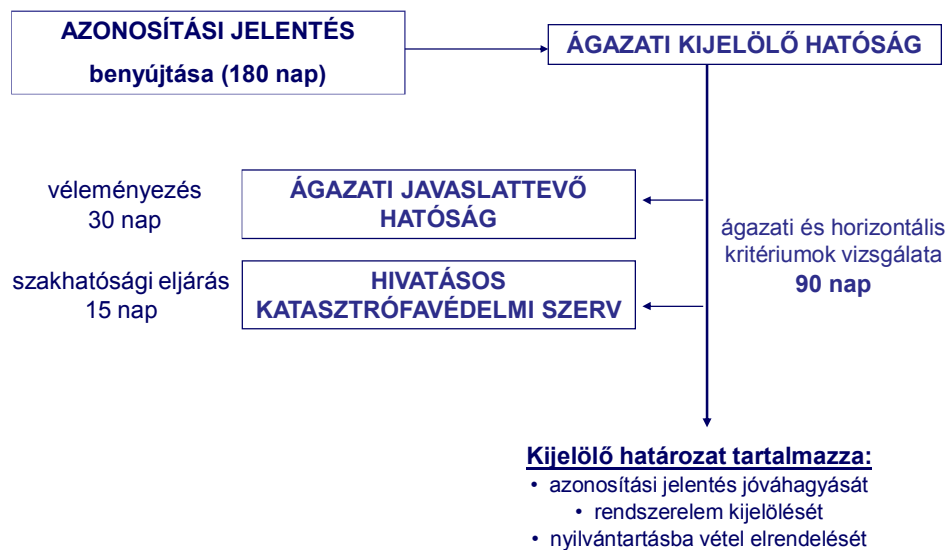 AZONOSÍTÁSI JELENTÉS
benyújtása (180 nap)
ÁGAZATI KIJELÖLŐ HATÓSÁG
véleményezés
30 nap
ÁGAZATI JAVASLATTEVŐ
HATÓSÁG
ágazati és horizontális
kritériumok vizsgálata
90 nap
szakhatósági eljárás
15 nap
HIVATÁSOS
KATASZTRÓFAVÉDELMI SZERV
Kijelölő határozat tartalmazza:
• azonosítási jelentés jóváhagyását
• rendszerelem kijelölését
• nyilvántartásba vétel elrendelését